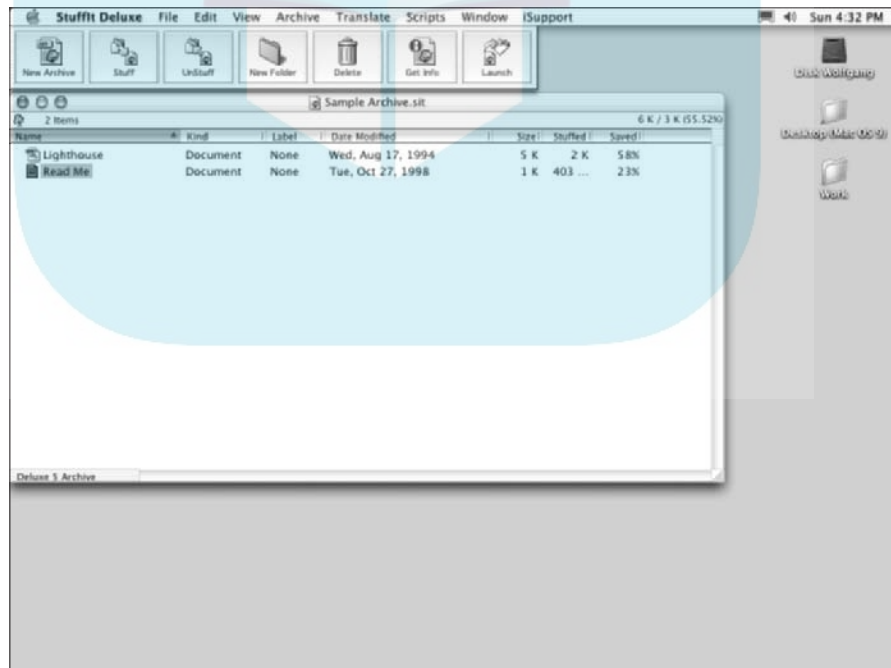 StuffIt Deluxe File Edit View Archive Translate Scripts Window iSupport Sun 4:32 PM
New Archive Stuff UnStuff New Folder Delete Get Info Launch
Disk Wolfgang
Sample Archive.sit
2 items 6 K / 3 K (55.52%)
Desktop (Mac OS 9)
Name Kind Label Date Modified Size Stuffed Saved
Lighthouse Document None Wed, Aug 17, 1994 5 K 2 K 58%
Read Me Document None Tue, Oct 27, 1998 1 K 403 ... 23%
Work
Deluxe 5 Archive